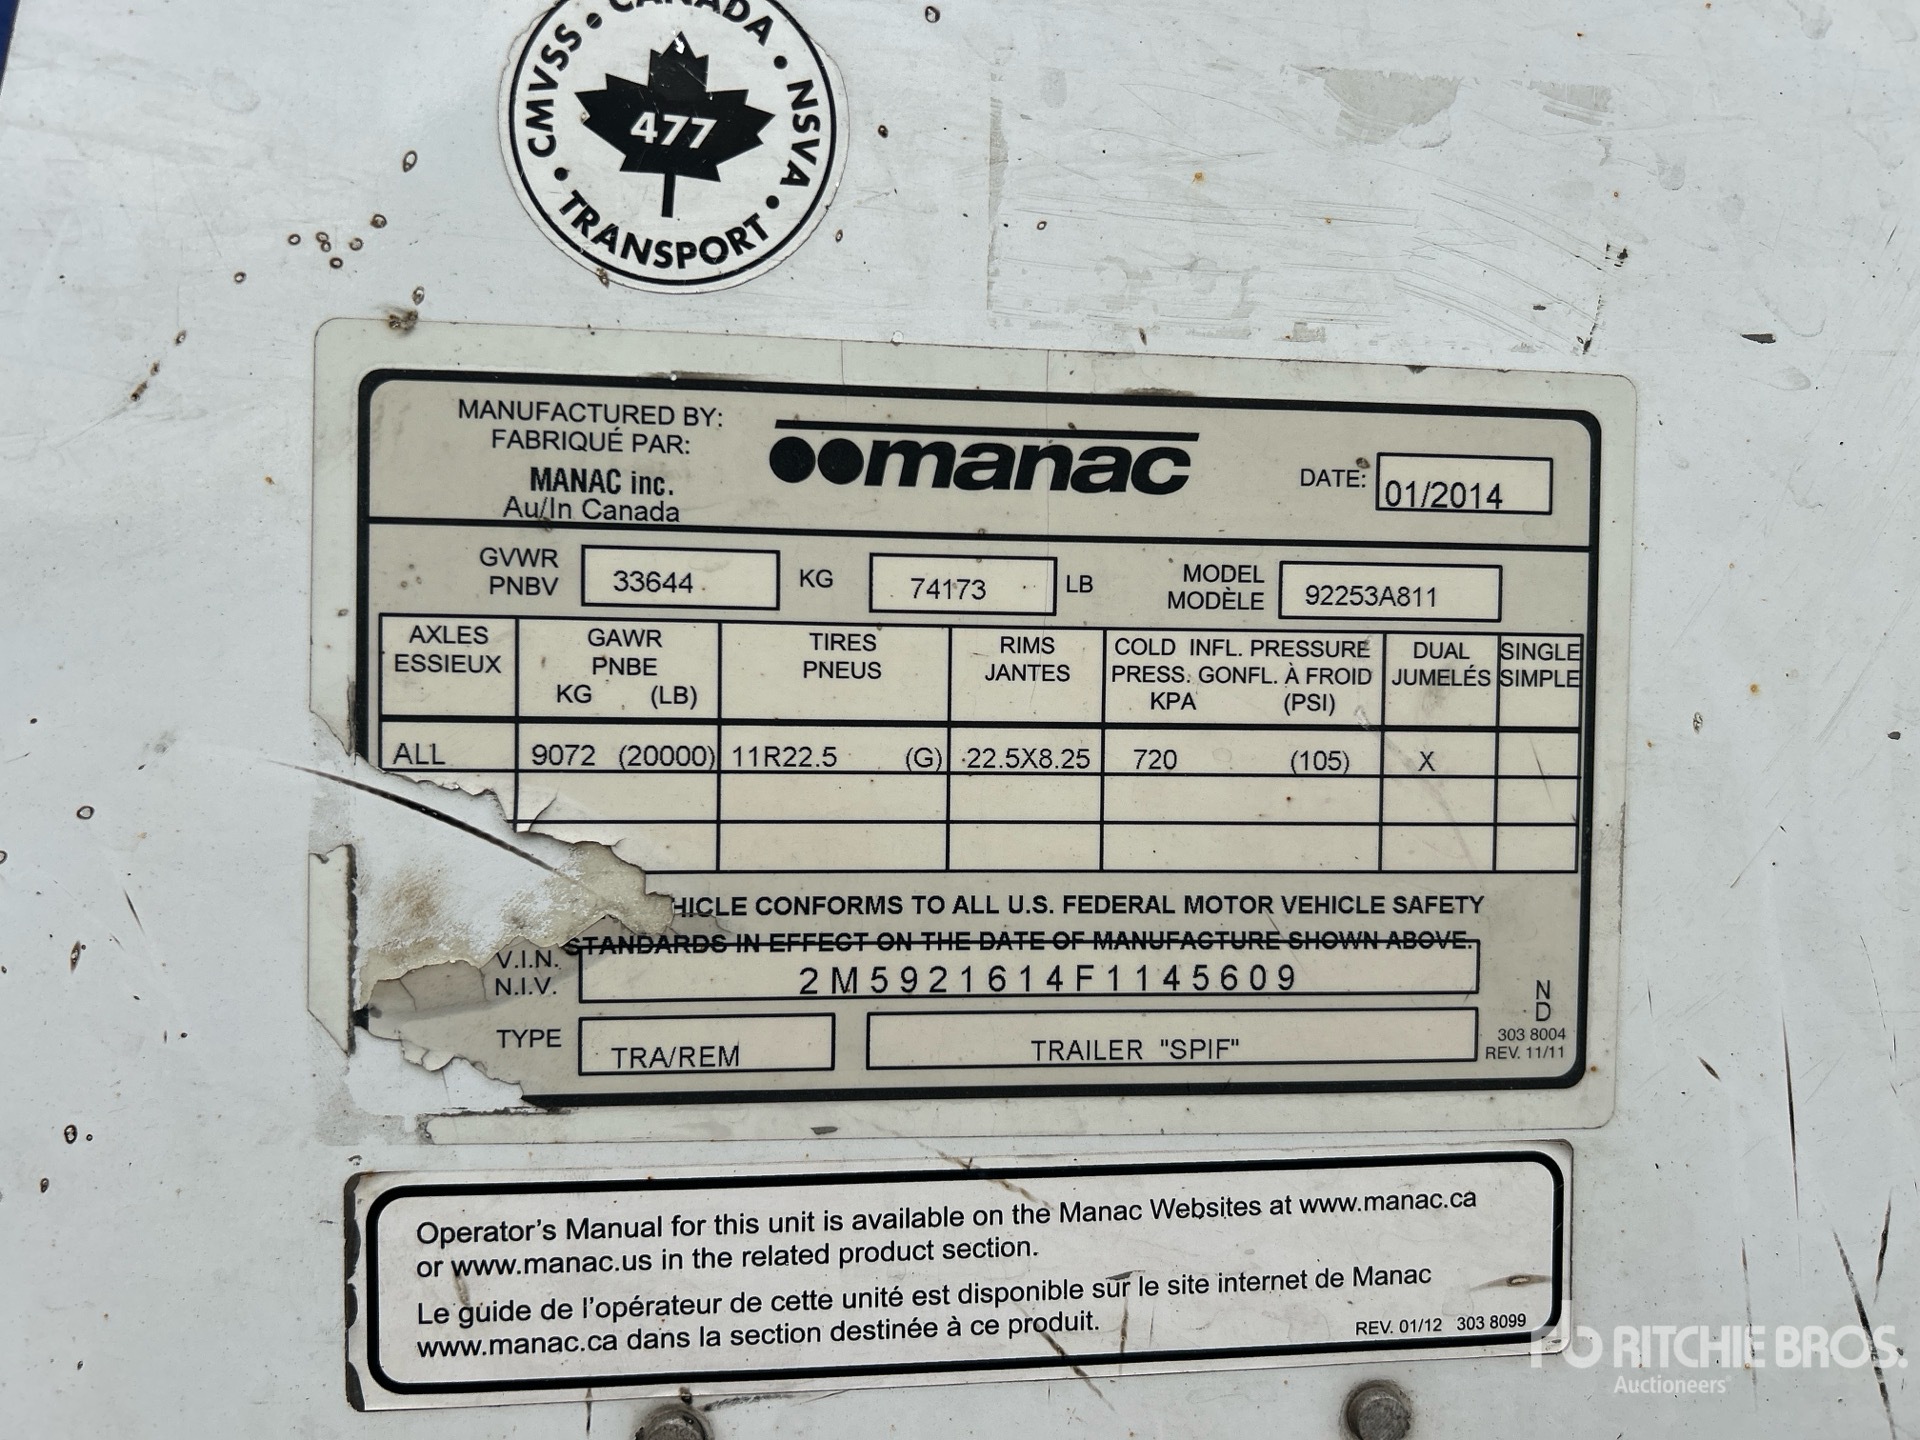 CMVSS • CANADA • NSVA • TRANSPORT •
477
MANUFACTURED BY:
FABRIQUÉ PAR:
MANAC inc.
Au/In Canada
manac
DATE: 01/2014
GVWR
PNBV
33644 KG 74173 LB
MODEL
MODÈLE
92253A811
AXLES
ESSIEUX
GAWR
PNBE
KG (LB)
TIRES
PNEUS
RIMS
JANTES
COLD INFL. PRESSURE
PRESS. GONFL. À FROID
KPA (PSI)
DUAL
JUMELÉS
SINGLE
SIMPLE
ALL 9072 (20000) 11R22.5 (G) 22.5X8.25 720 (105) X
HICLE CONFORMS TO ALL U.S. FEDERAL MOTOR VEHICLE SAFETY
STANDARDS IN EFFECT ON THE DATE OF MANUFACTURE SHOWN ABOVE.
V.I.N.
N.I.V.
2M5921614F1145609
TYPE TRA/REM TRAILER "SPIF"
N
D
303 8004
REV. 11/11
Operator's Manual for this unit is available on the Manac Websites at www.manac.ca
or www.manac.us in the related product section.
Le guide de l'opérateur de cette unité est disponible sur le site internet de Manac
www.manac.ca dans la section destinée à ce produit.
REV. 01/12 303 8099
RITCHIE BROS.
Auctioneers